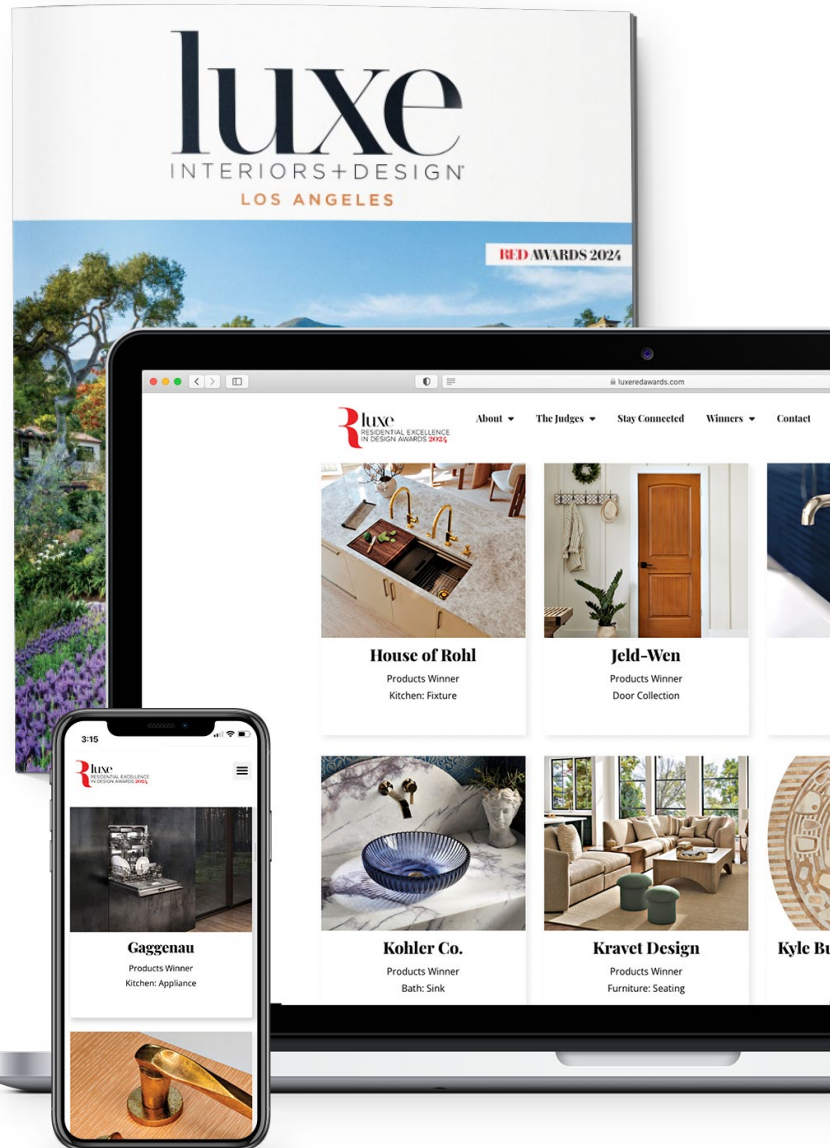 luxe
INTERIORS+DESIGN
LOS ANGELES
RED AWARDS 2024
luxeredawards.com
luxe
RESIDENTIAL EXCELLENCE
IN DESIGN AWARDS 2024
About
The Judges
Stay Connected
Winners
Contact
House of Rohl
Products Winner
Kitchen: Fixture
Jeld-Wen
Products Winner
Door Collection
Kohler Co.
Products Winner
Bath: Sink
Kravet Design
Products Winner
Furniture: Seating
Kyle Bu
3:15
luxe
RESIDENTIAL EXCELLENCE
IN DESIGN AWARDS 2024
Gaggenau
Products Winner
Kitchen: Appliance